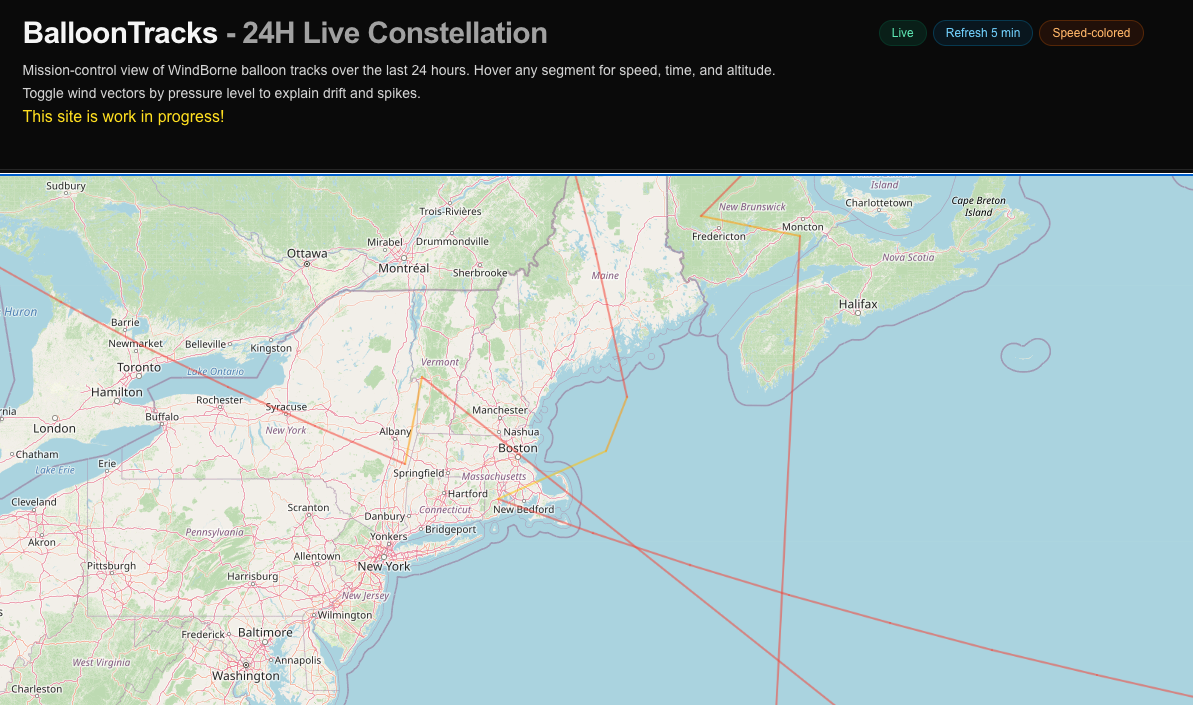 BalloonTracks - 24H Live Constellation
Live
Refresh 5 min
Speed-colored
Mission-control view of WindBorne balloon tracks over the last 24 hours. Hover any segment for speed, time, and altitude.
Toggle wind vectors by pressure level to explain drift and spikes.
This site is work in progress!
Sudbury
Island
Cape Breton
Island
Charlottetown
Trois-Rivières
New Brunswick
Moncton
Fredericton
Mirabel
Drummondville
Ottawa
Montréal
Nova Scotia
Sherbrooke
Maine
Halifax
Huron
Barrie
Newmarket
Belleville
Kingston
Toronto
Lake Ontario
Vermont
Hamilton
Rochester
Syracuse
Manchester
Buffalo
London
New York
Albany
Nashua
Boston
Chatham
Erie
Lake Erie
Springfield
Massachusetts
Hartford
Cleveland
Scranton
Connecticut
New Bedford
Danbury
Bridgeport
Pennsylvania
Akron
Yonkers
Allentown
New York
Pittsburgh
Harrisburg
New Jersey
Wilmington
Frederick
Baltimore
West Virginia
Annapolis
Washington
Charleston